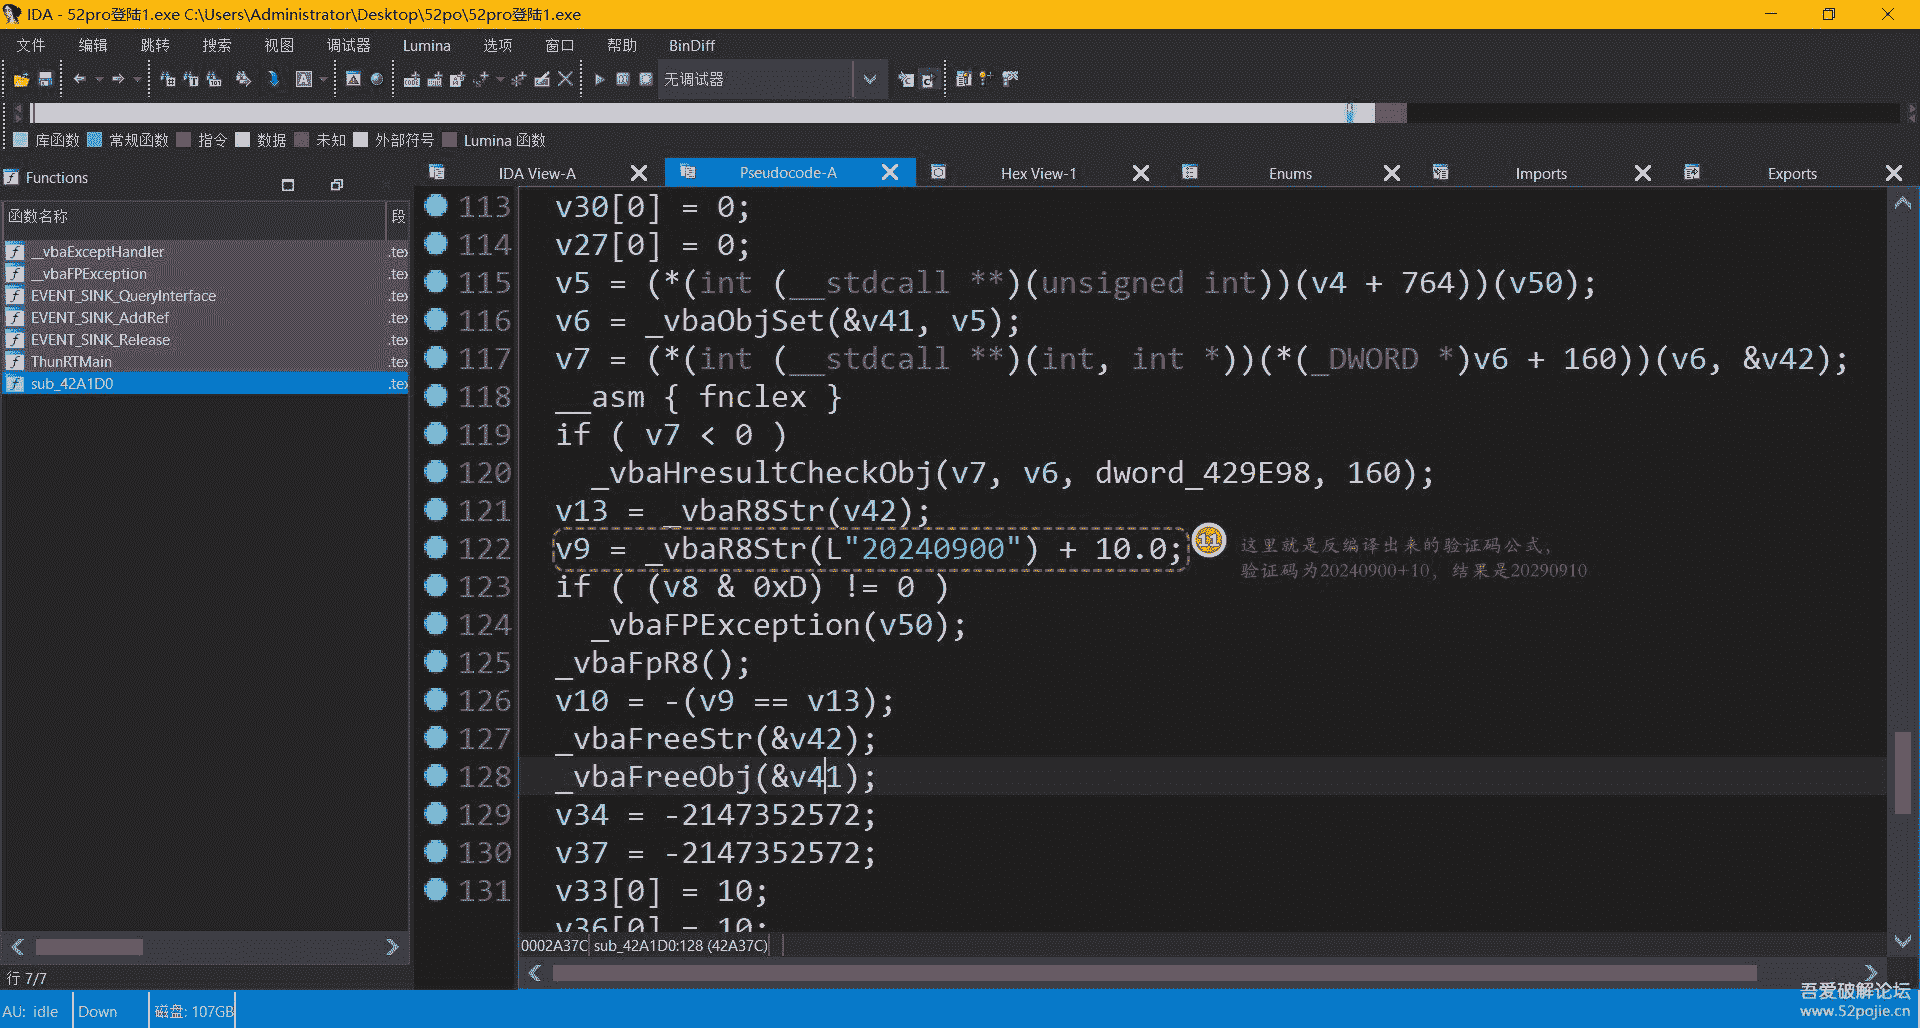 IDA - 52pro登陆1.exe C:\Users\Administrator\Desktop\52po\52pro登陆1.exe
文件 编辑 跳转 搜索 视图 调试器 Lumina 选项 窗口 帮助 BinDiff
无调试器
库函数 常规函数 指令 数据 未知 外部符号 Lumina 函数
Functions
函数名称 段
__vbaExceptHandler .tex
__vbaFPException .tex
EVENT_SINK_QueryInterface .tex
EVENT_SINK_AddRef .tex
EVENT_SINK_Release .tex
ThunRTMain .tex
sub_42A1D0 .tex
行 7/7
IDA View-A Pseudocode-A Hex View-1 Enums Imports Exports
113 v30[0] = 0;
114 v27[0] = 0;
115 v5 = (*(int (__stdcall **)(unsigned int))(v4 + 764))(v50);
116 v6 = _vbaObjSet(&v41, v5);
117 v7 = (*(int (__stdcall **)(int, int *))(*(_DWORD *)v6 + 160))(v6, &v42);
118 __asm { fnclex }
119 if ( v7 < 0 )
120 _vbaHresultCheckObj(v7, v6, dword_429E98, 160);
121 v13 = _vbaR8Str(v42);
122 v9 = _vbaR8Str(L"20240900") + 10.0;
11
这里就是反编译出来的验证码公式，
验证码为20240900+10，结果是20290910
123 if ( (v8 & 0xD) != 0 )
124 _vbaFPException(v50);
125 _vbaFpR8();
126 v10 = -(v9 == v13);
127 _vbaFreeStr(&v42);
128 _vbaFreeObj(&v41);
129 v34 = -2147352572;
130 v37 = -2147352572;
131 v33[0] = 10;
v36[0] = 10;
0002A37C sub_42A1D0:128 (42A37C)
AU: idle Down 磁盘: 107GB
吾爱破解论坛
www.52pojie.cn